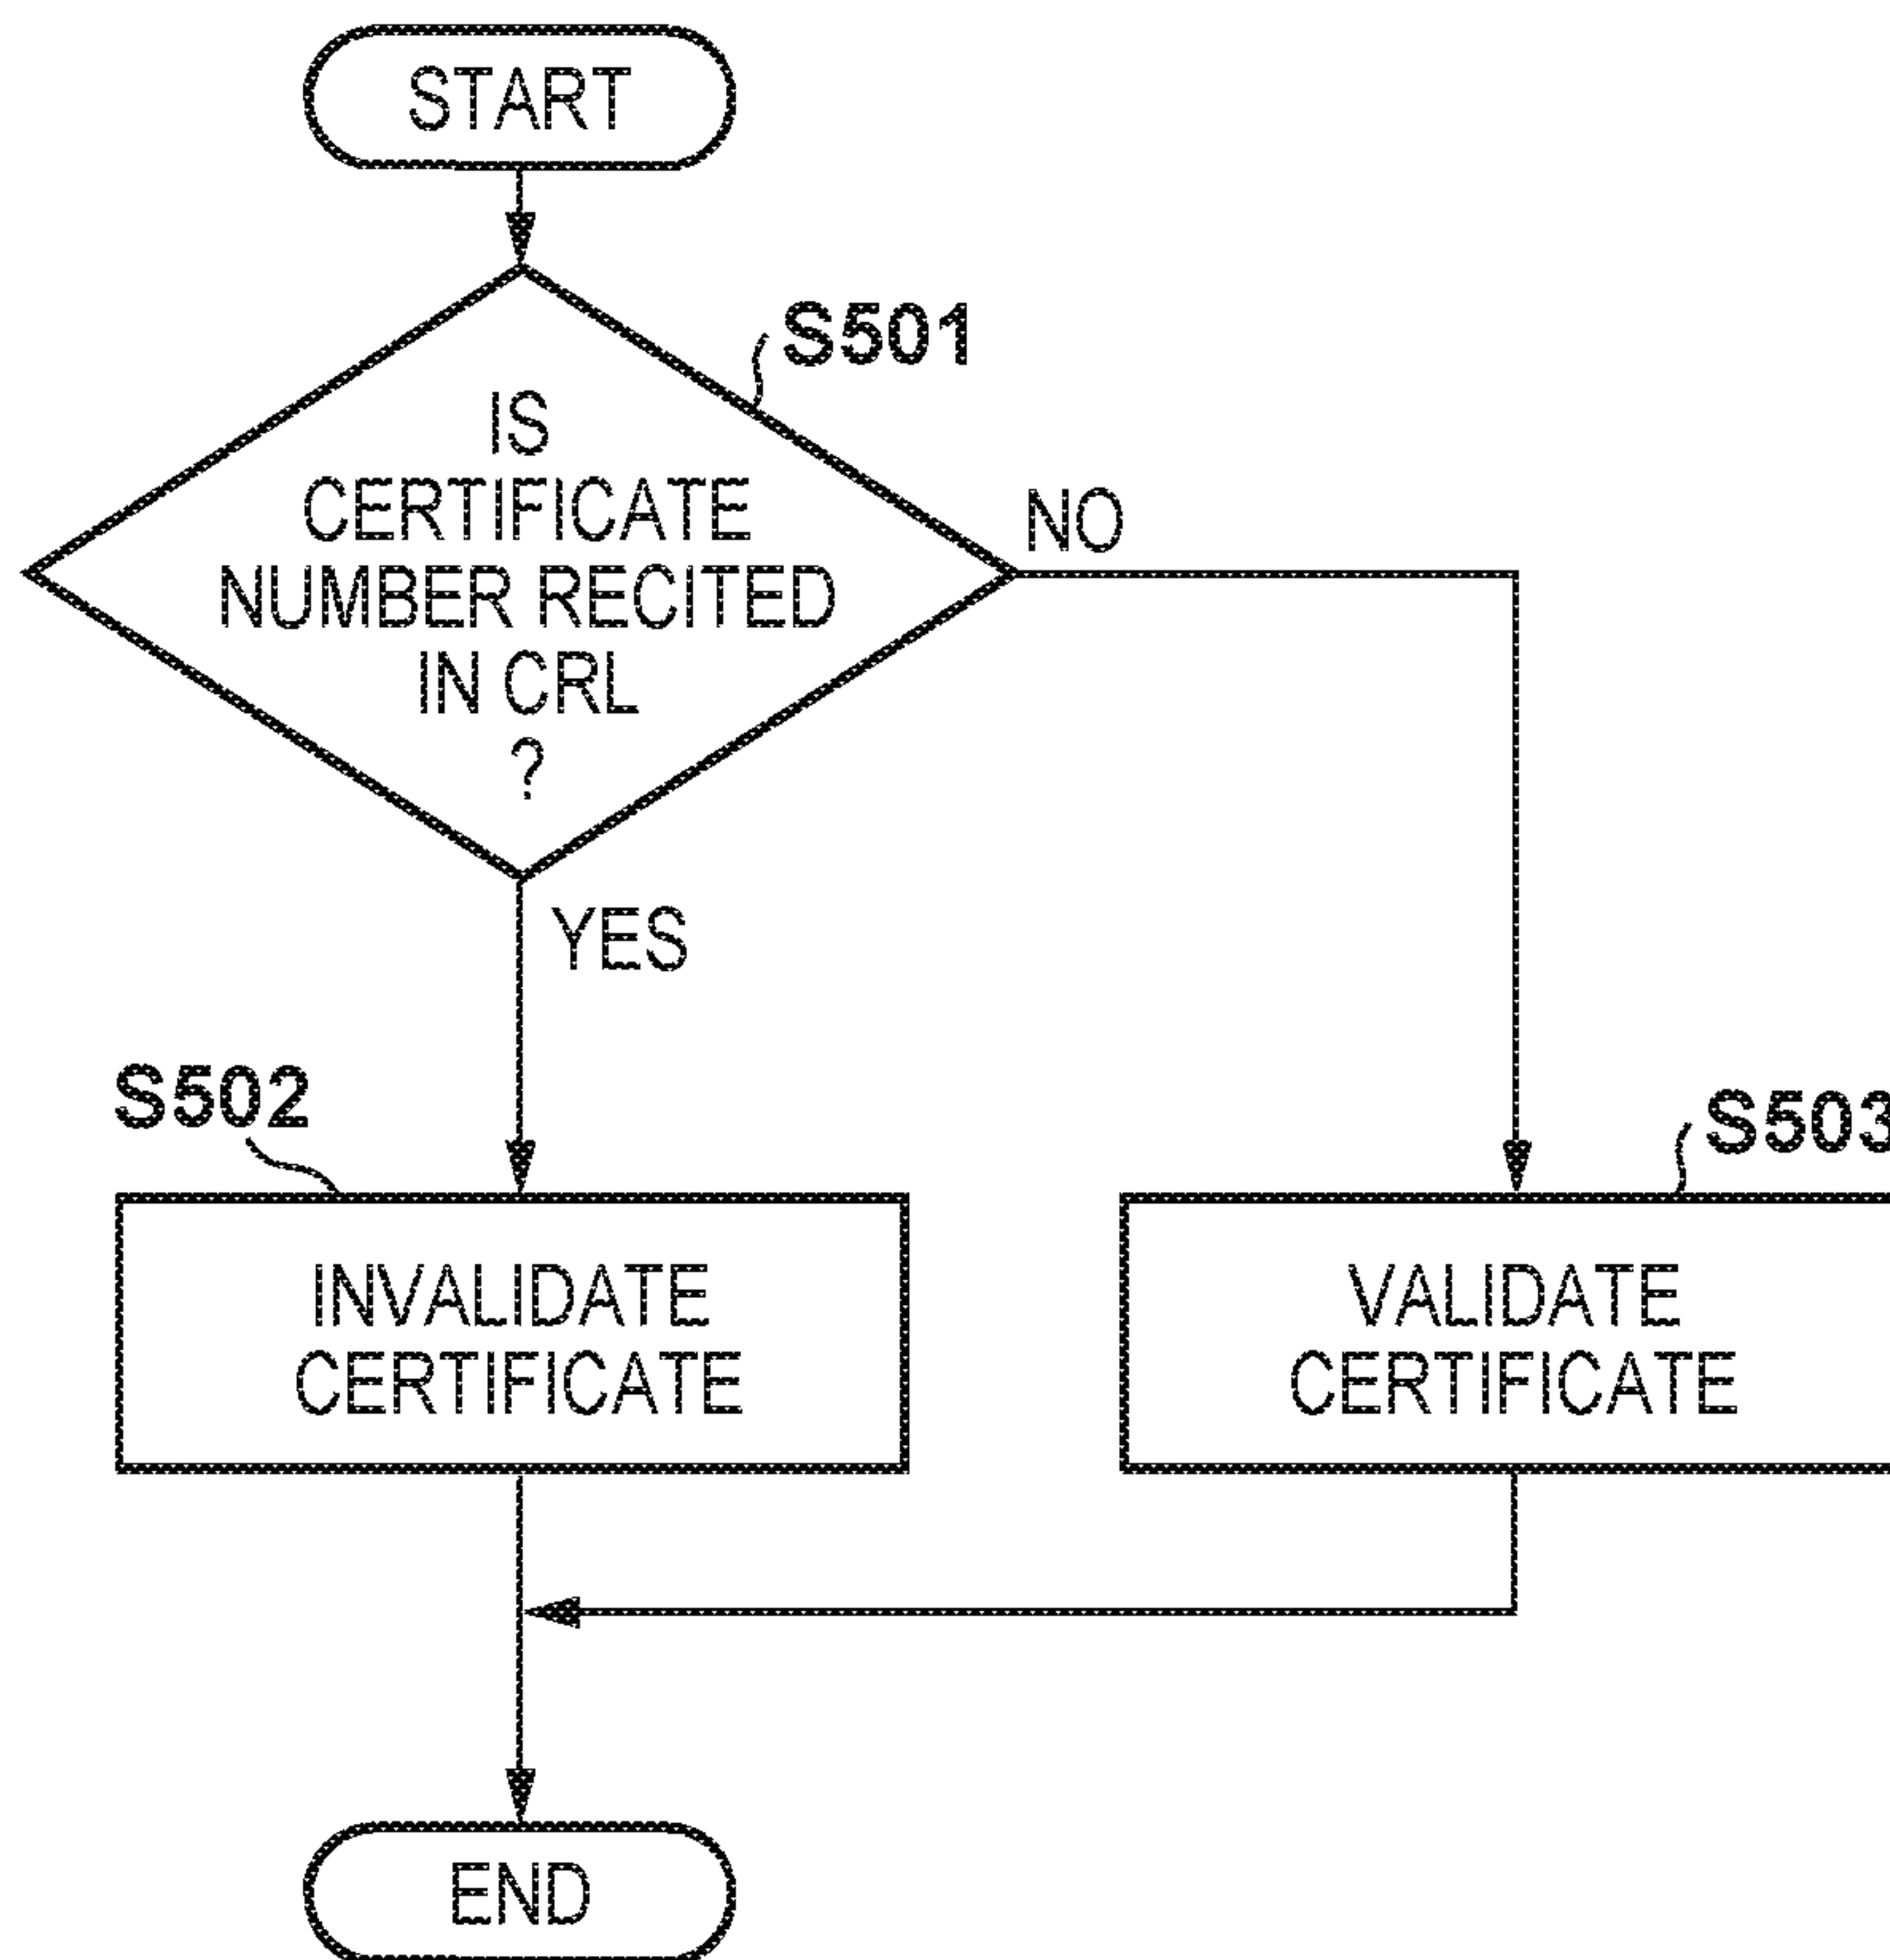 START
S501
IS
CERTIFICATE
NUMBER RECITED
IN CRL
?
NO
YES
S502
S503
INVALIDATE
CERTIFICATE
VALIDATE
CERTIFICATE
END